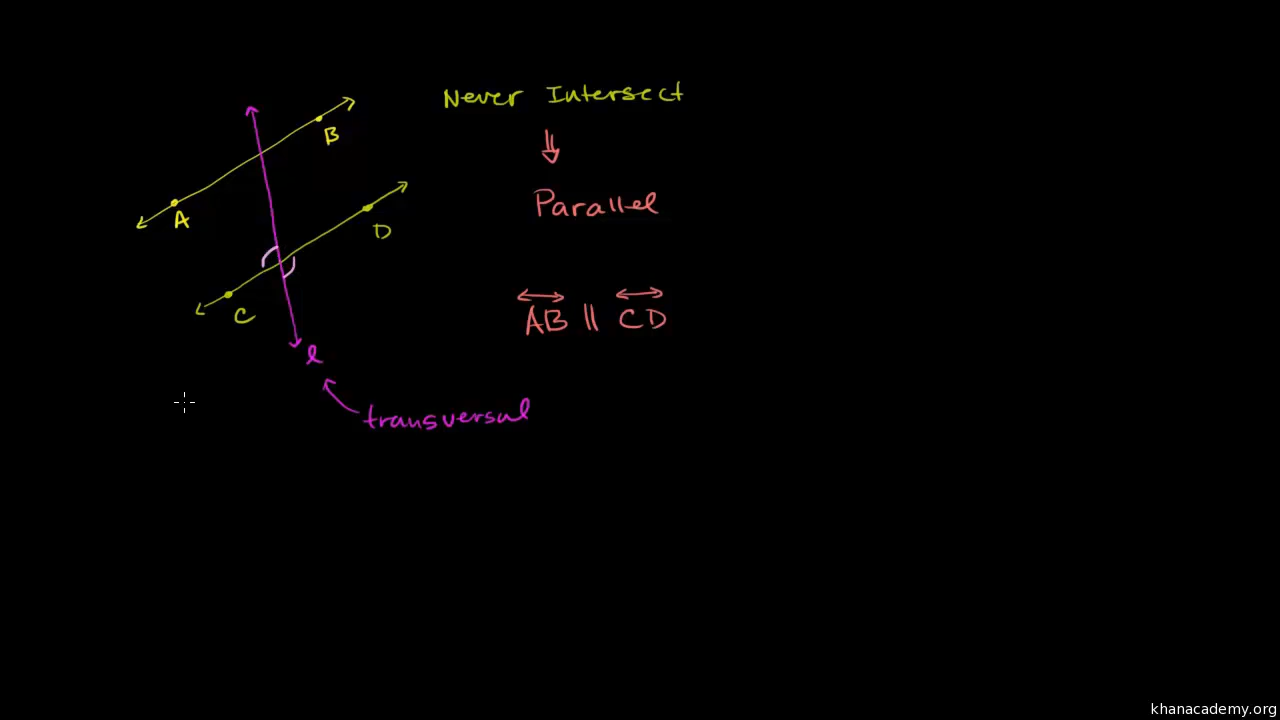 Never Intersect
B
Parallel
A
D
C
AB || CD
l
transversal
khanacademy.org